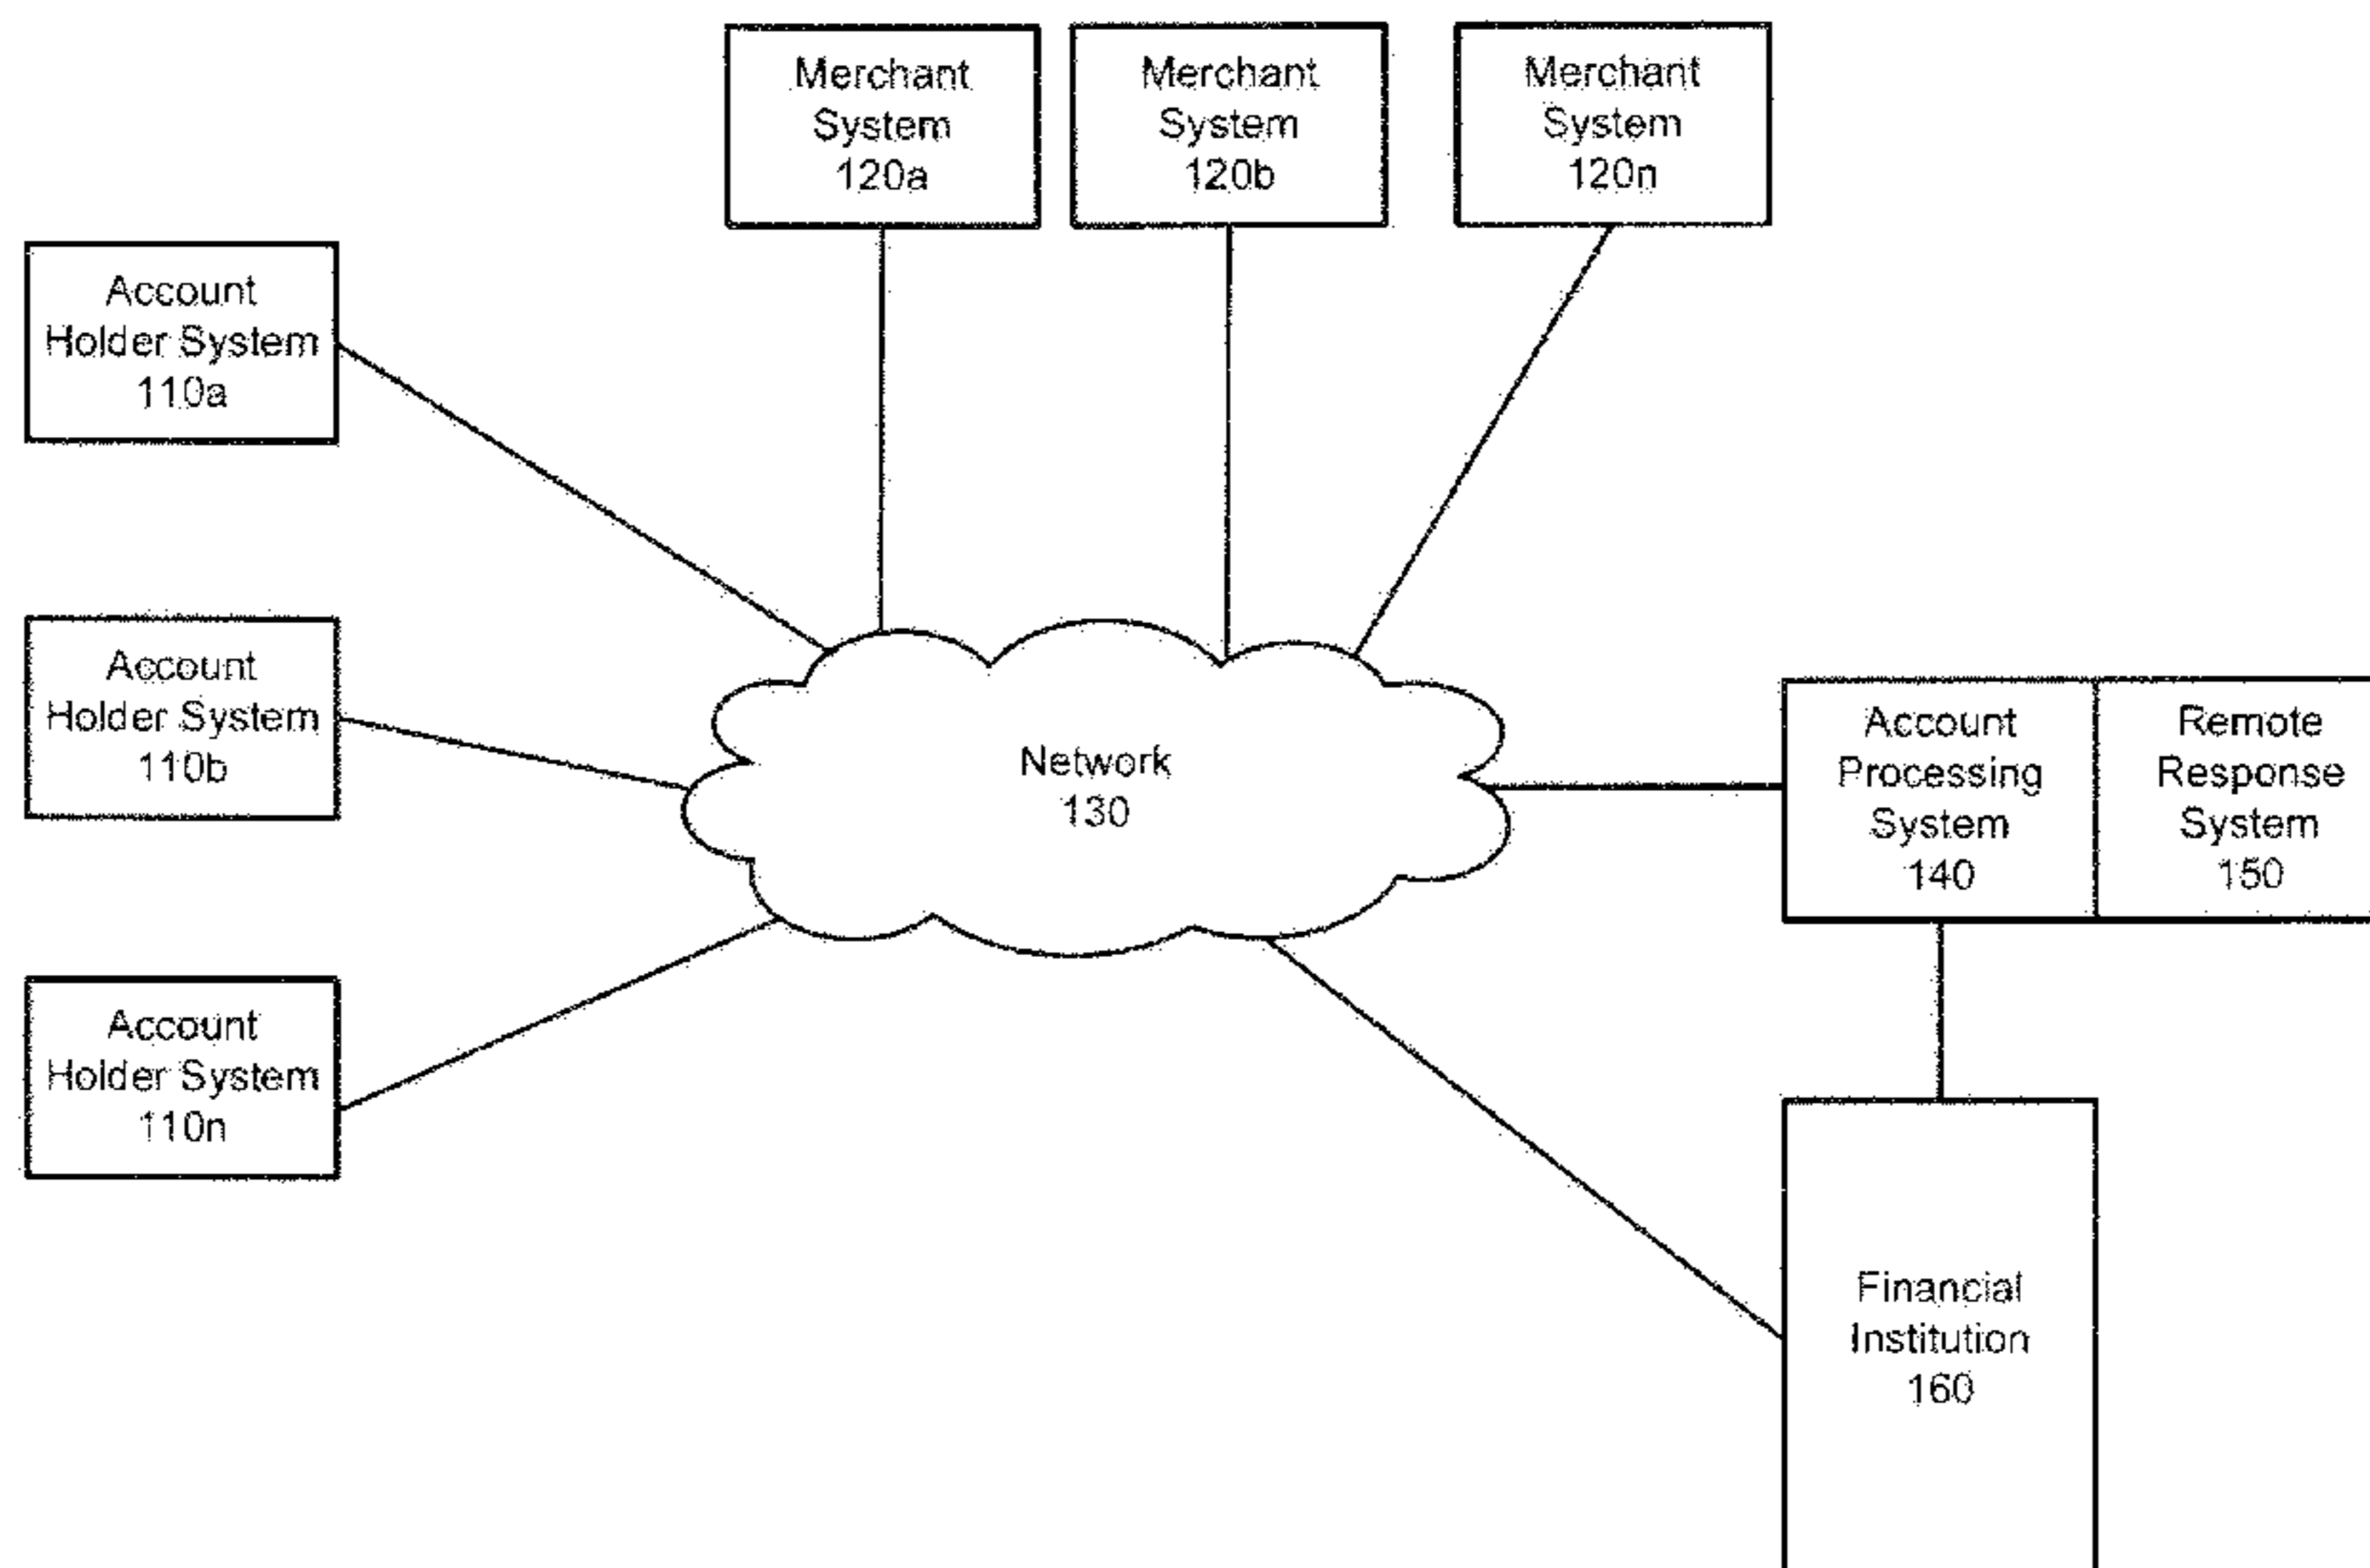 Merchant
System
120a
Merchant
System
120b
Merchant
System
120n
Account
Holder System
110a
Account
Holder System
110b
Account
Holder System
110n
Network
130
Account
Processing
System
140
Remote
Response
System
150
Financial
Institution
160